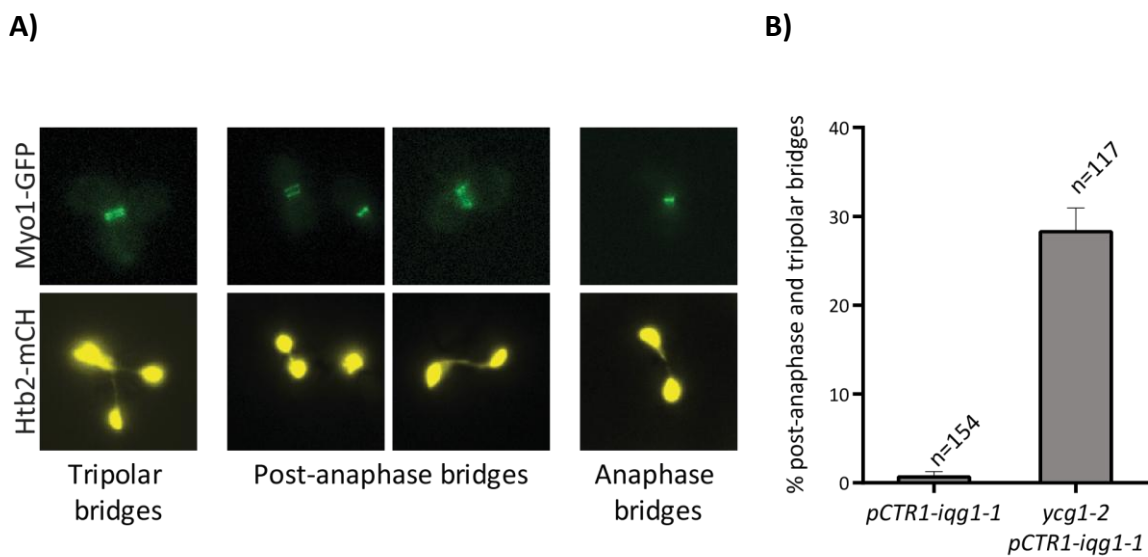 A)
B)
Myo1-GFP
Htb2-mCH
Tripolar
bridges
Post-anaphase bridges
Anaphase
bridges
% post-anaphase and tripolar bridges
40
30
20
10
0
n=154
n=117
pCTR1-iqg1-1
ycg1-2
pCTR1-iqg1-1